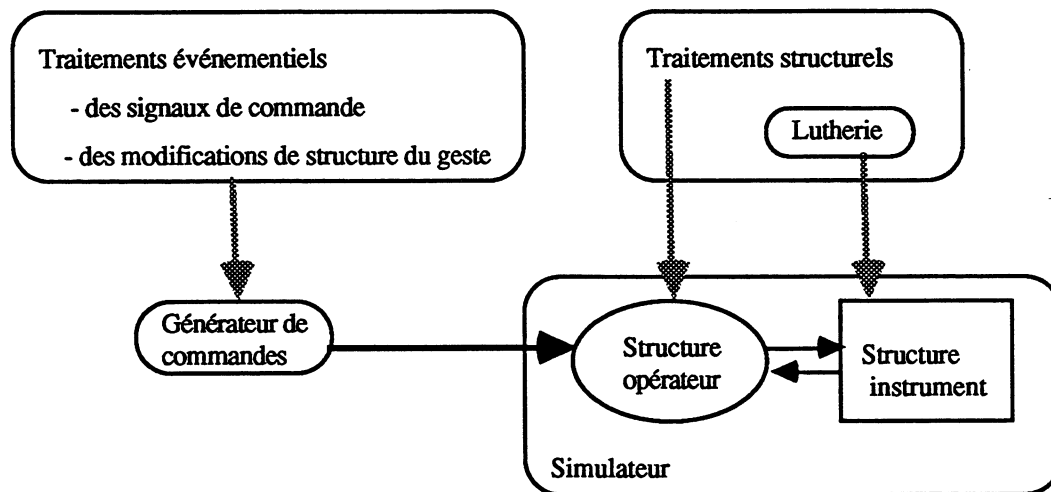 Traitements événementiels
- des signaux de commande
- des modifications de structure du geste
Traitements structurels
Lutherie
Générateur de
commandes
Structure
opérateur
Structure
instrument
Simulateur